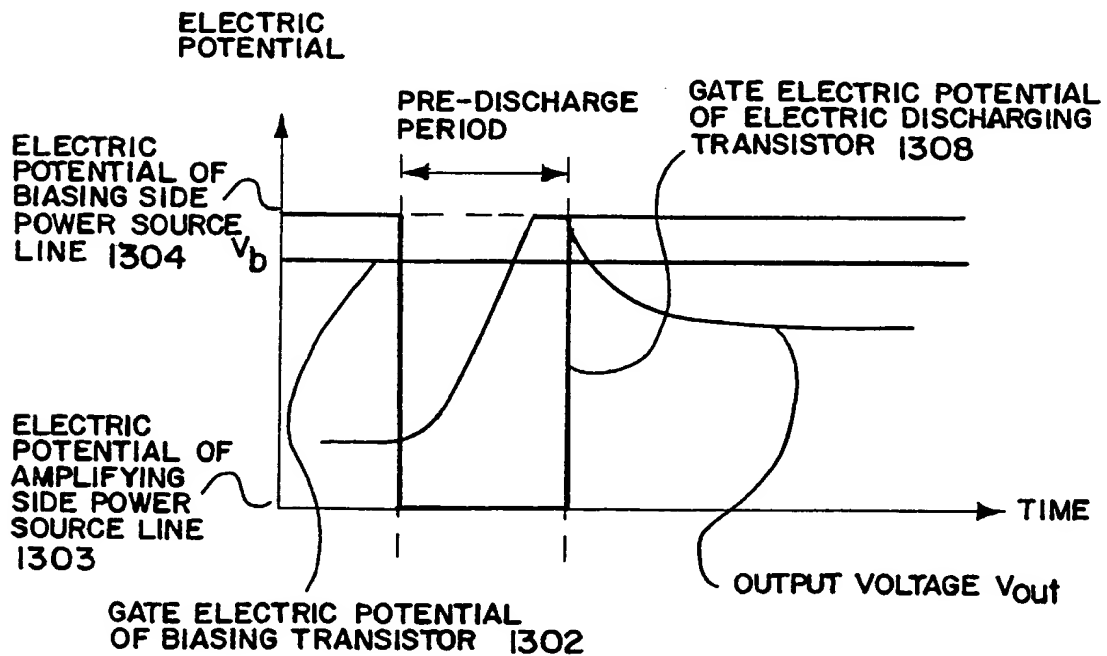 ELECTRIC
POTENTIAL
PRE-DISCHARGE
PERIOD
GATE ELECTRIC POTENTIAL
OF ELECTRIC DISCHARGING
TRANSISTOR 1308
ELECTRIC
POTENTIAL OF
BIASING SIDE
POWER SOURCE
LINE 1304
Vb
ELECTRIC
POTENTIAL OF
AMPLIFYING
SIDE POWER
SOURCE LINE
1303
TIME
OUTPUT VOLTAGE Vout
GATE ELECTRIC POTENTIAL
OF BIASING TRANSISTOR 1302